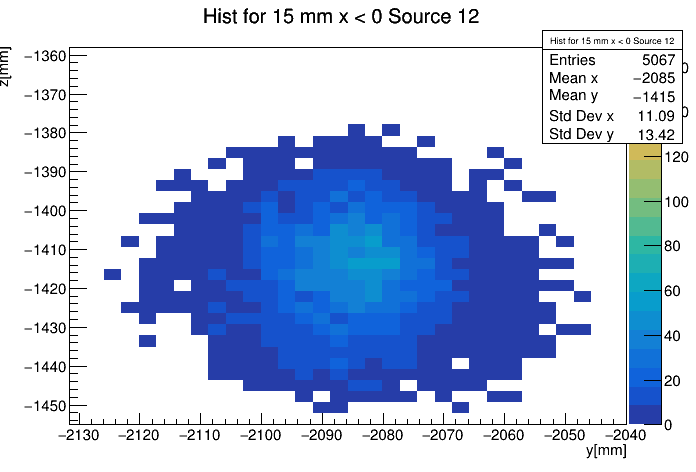 Hist for 15 mm x < 0 Source 12
z[mm]
Hist for 15 mm x < 0 Source 12
Entries 5067
Mean x −2085
Mean y −1415
Std Dev x 11.09
Std Dev y 13.42
−1360
−1370
−1380
−1390
−1400
−1410
−1420
−1430
−1440
−1450
120
100
80
60
40
20
0
−2130 −2120 −2110 −2100 −2090 −2080 −2070 −2060 −2050 −2040
y[mm]